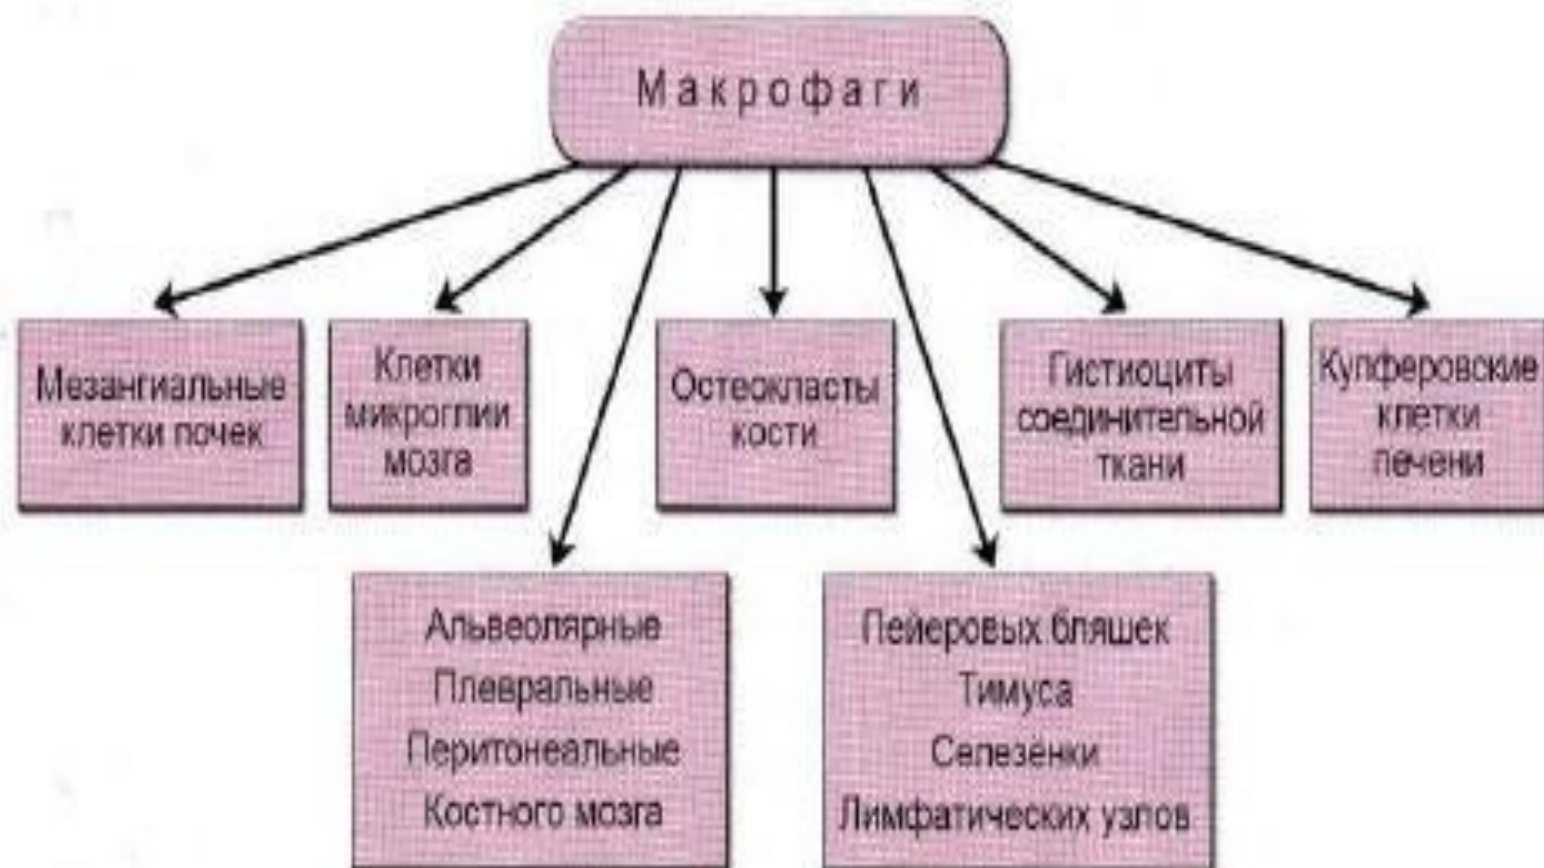 Макрофаги
Мезангиальные
клетки почек
Клетки
микроглии
мозга
Остеокласты
кости
Гистиоциты
соединительной
ткани
Купферовские
клетки
печени
Альвеолярные
Плевральные
Перитонеальные
Костного мозга
Пейеровых бляшек
Тимуса
Селезёнки
Лимфатических узлов